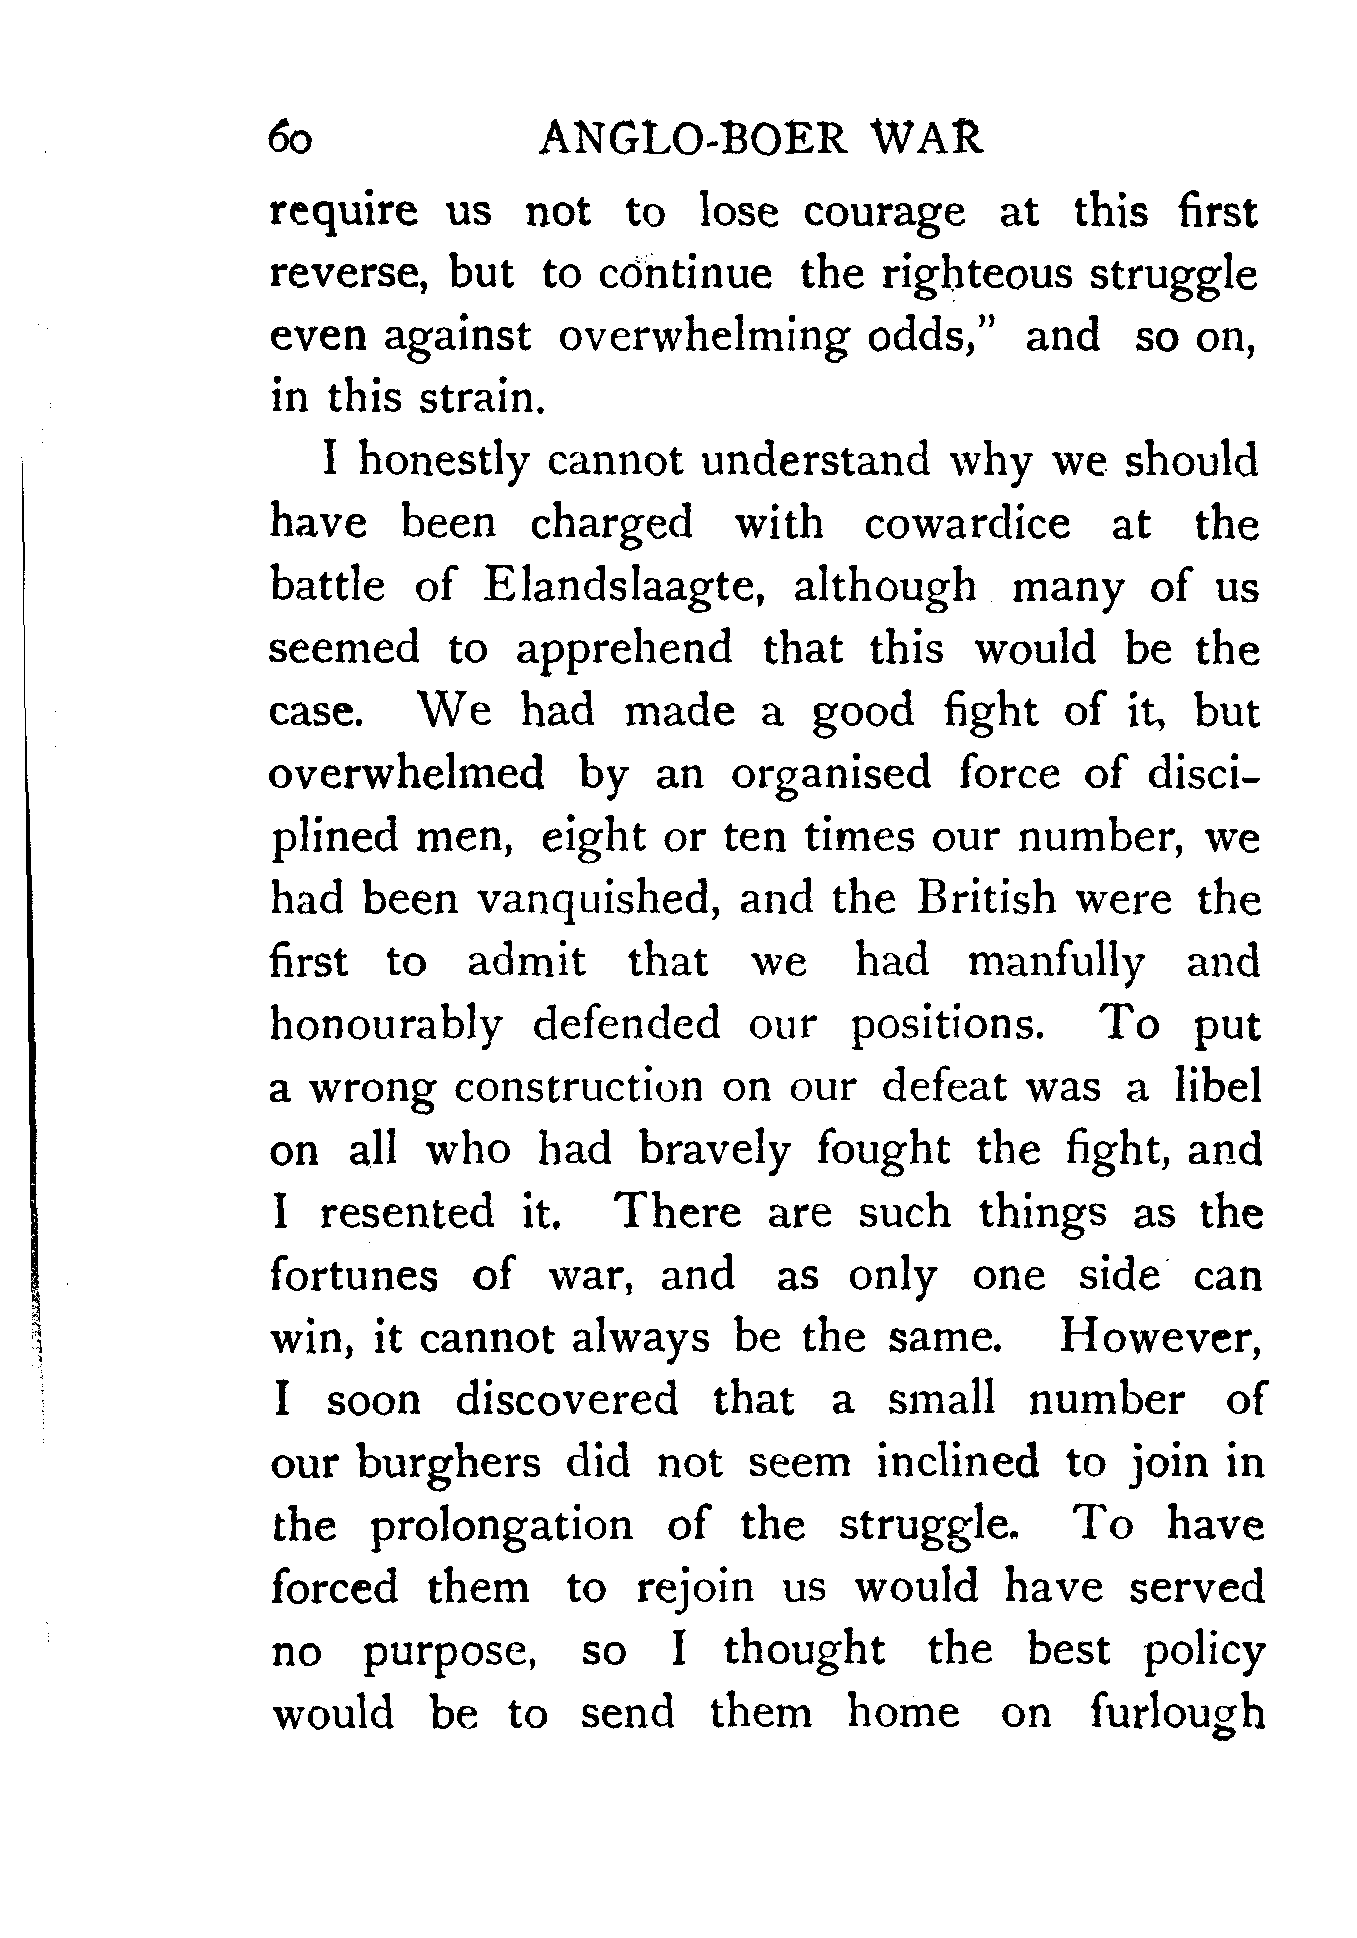 60 ANGLO-BOER WAR
require us not to lose courage at this first
reverse, but to continue the righteous struggle
even against overwhelming odds,” and so on,
in this strain.
I honestly cannot understand why we should
have been charged with cowardice at the
battle of Elandslaagte, although many of us
seemed to apprehend that this would be the
case. We had made a good fight of it, but
overwhelmed by an organised force of disci-
plined men, eight or ten times our number, we
had been vanquished, and the British were the
first to admit that we had manfully and
honourably defended our positions. To put
a wrong construction on our defeat was a libel
on all who had bravely fought the fight, and
I resented it. There are such things as the
fortunes of war, and as only one side can
win, it cannot always be the same. However,
I soon discovered that a small number of
our burghers did not seem inclined to join in
the prolongation of the struggle. To have
forced them to rejoin us would have served
no purpose, so I thought the best policy
would be to send them home on furlough